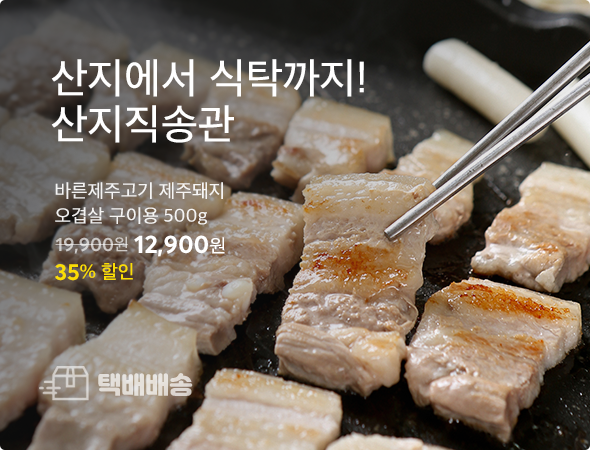 산지에서 식탁까지!
산지직송관
바른제주고기 제주돼지
오겹살 구이용 500g
19,900원 12,900원
35% 할인
택배배송